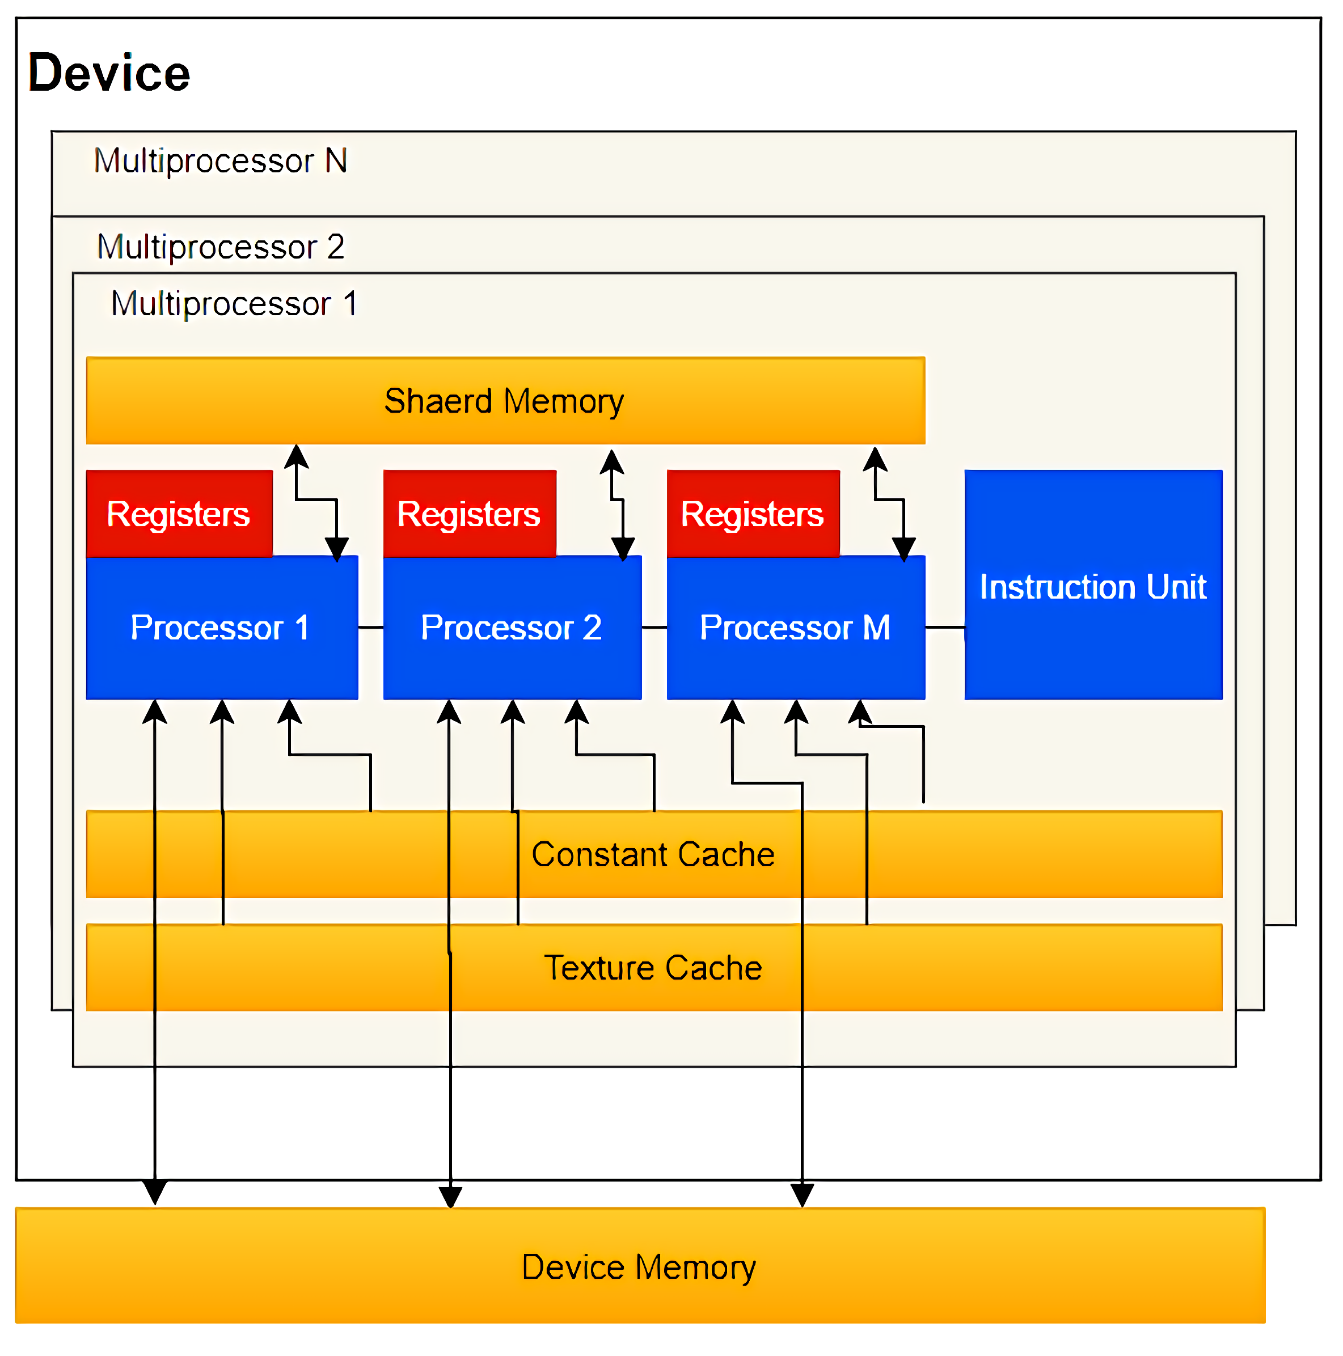 Device
Multiprocessor N
Multiprocessor 2
Multiprocessor 1
Shaerd Memory
Registers
Registers
Registers
Processor 1
Processor 2
Processor M
Instruction Unit
Constant Cache
Texture Cache
Device Memory